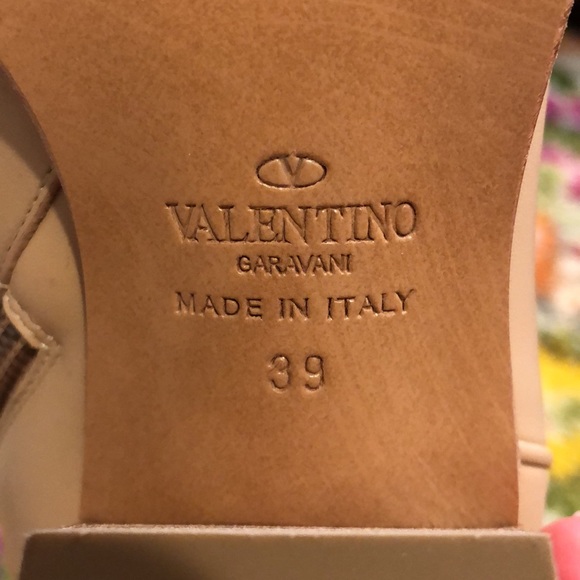 V
VALENTINO
GARAVANI
MADE IN ITALY
39